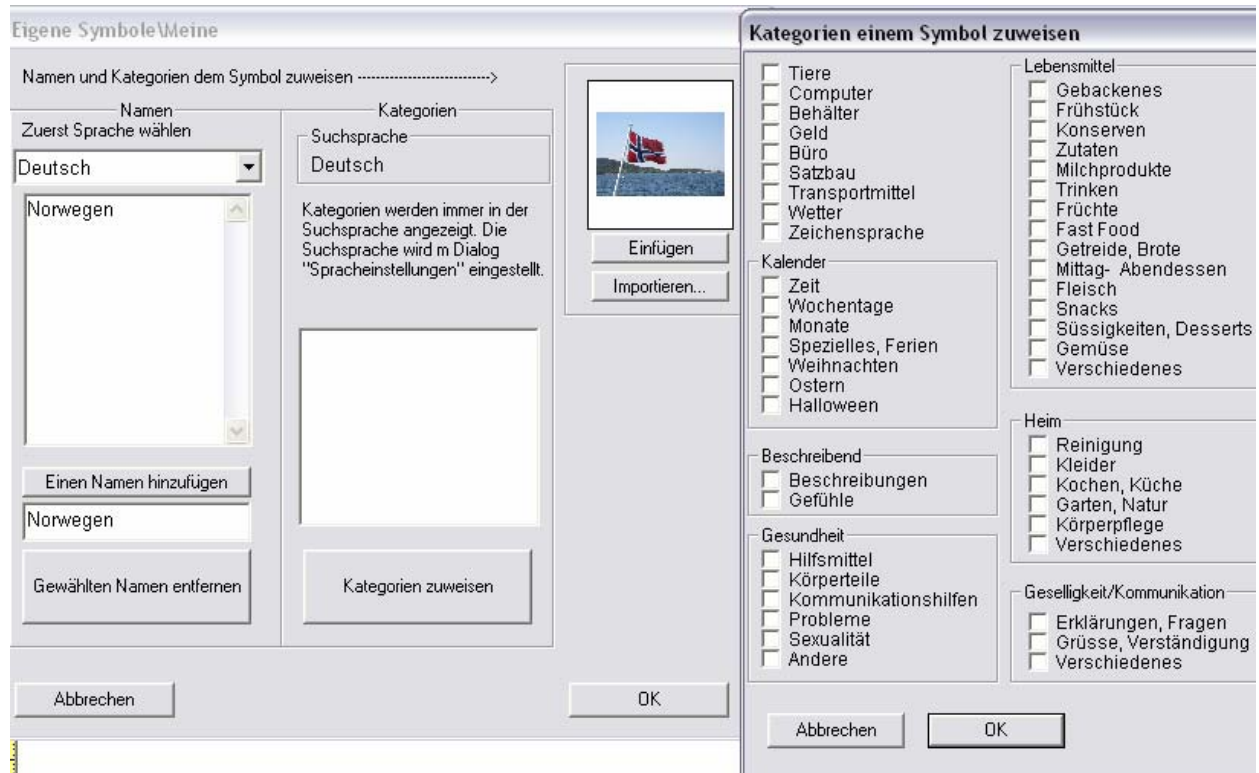 Eigene Symbole\Meine
Namen und Kategorien dem Symbol zuweisen ---------------------------->
Namen
Zuerst Sprache wählen
Deutsch
Norwegen
Einen Namen hinzufügen
Norwegen
Gewählten Namen entfernen
Kategorien
Suchsprache
Deutsch
Kategorien werden immer in der
Suchsprache angezeigt. Die
Suchsprache wird m Dialog
"Spracheinstellungen" eingestellt.
Kategorien zuweisen
Einfügen
Importieren...
Abbrechen
OK
Kategorien einem Symbol zuweisen
Tiere
Computer
Behälter
Geld
Büro
Satzbau
Transportmittel
Wetter
Zeichensprache
Kalender
Zeit
Wochentage
Monate
Spezielles, Ferien
Weihnachten
Ostern
Halloween
Beschreibend
Beschreibungen
Gefühle
Gesundheit
Hilfsmittel
Körperteile
Kommunikationshilfen
Probleme
Sexualität
Andere
Lebensmittel
Gebackenes
Frühstück
Konserven
Zutaten
Milchprodukte
Trinken
Früchte
Fast Food
Getreide, Brote
Mittag- Abendessen
Fleisch
Snacks
Süssigkeiten, Desserts
Gemüse
Verschiedenes
Heim
Reinigung
Kleider
Kochen, Küche
Garten, Natur
Körperpflege
Verschiedenes
Geselligkeit/Kommunikation
Erklärungen, Fragen
Grüsse, Verständigung
Verschiedenes
Abbrechen
OK